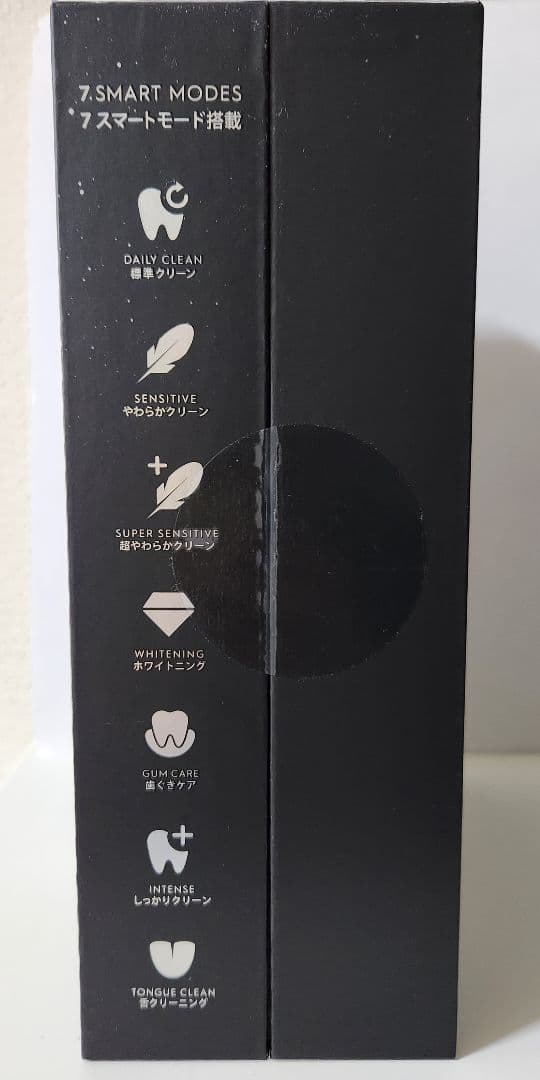 7 SMART MODES
7 スマートモード搭載
DAILY CLEAN
標準クリーン
SENSITIVE
やわらかクリーン
SUPER SENSITIVE
超やわらかクリーン
WHITENING
ホワイトニング
GUM CARE
歯ぐきケア
INTENSE
しっかりクリーン
TONGUE CLEAN
舌クリーニング